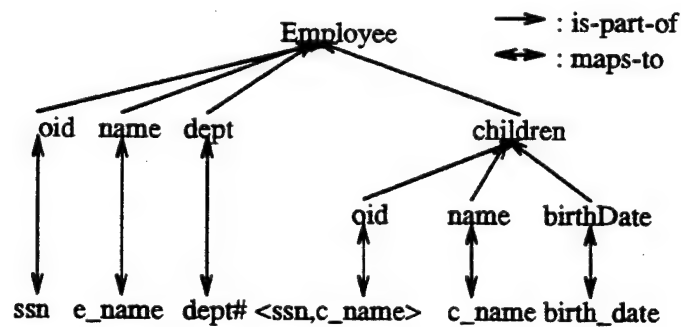 Employee
: is-part-of
: maps-to
oid name dept
children
oid name birthDate
ssn e_name dept# <ssn,c_name> c_name birth_date